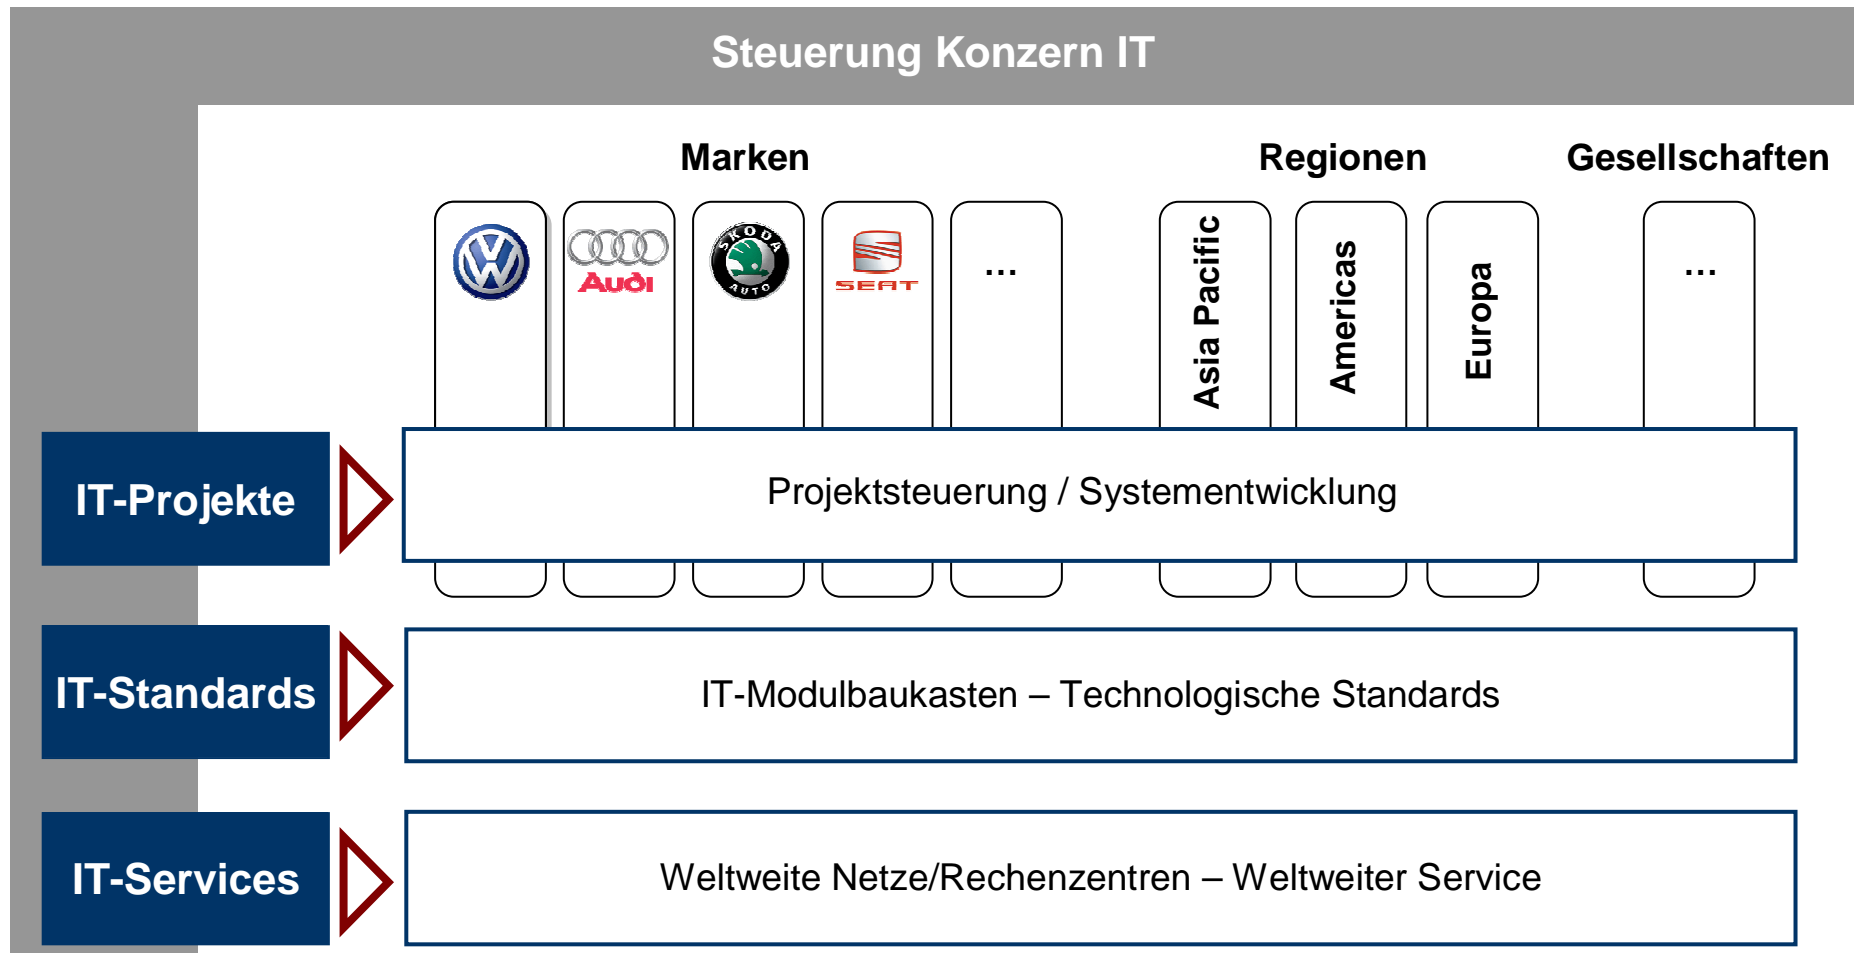 Steuerung Konzern IT
Marken
Regionen
Gesellschaften
Audi
ŠKODA
AUTO
SEAT
...
Asia Pacific
Americas
Europa
...
IT-Projekte
Projektsteuerung / Systementwicklung
IT-Standards
IT-Modulbaukasten – Technologische Standards
IT-Services
Weltweite Netze/Rechenzentren – Weltweiter Service